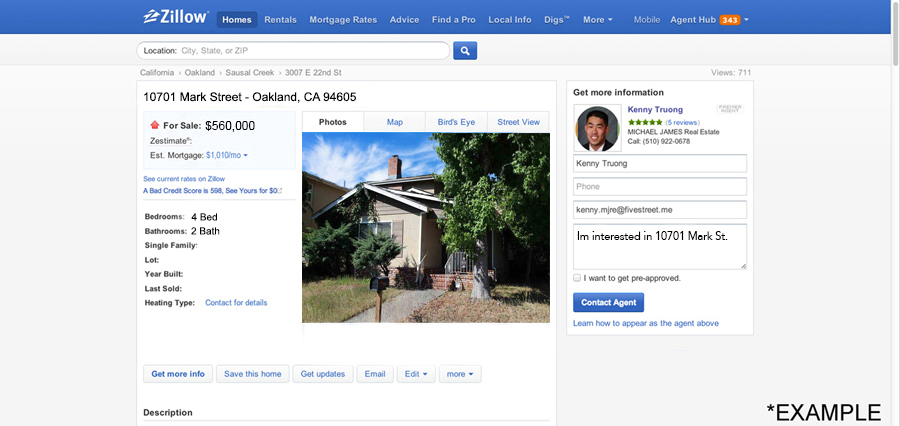 Zillow
Homes Rentals Mortgage Rates Advice Find a Pro Local Info Digs™ More Mobile Agent Hub 343
Location: City, State, or ZIP
California › Oakland › Sausal Creek › 3007 E 22nd St
Views: 711
10701 Mark Street - Oakland, CA 94605
For Sale: $560,000
Zestimate®:
Est. Mortgage: $1,010/mo
See current rates on Zillow
A Bad Credit Score is 598, See Yours for $0
Bedrooms: 4 Bed
Bathrooms: 2 Bath
Single Family:
Lot:
Year Built:
Last Sold:
Heating Type: Contact for details
Photos Map Bird's Eye Street View
Get more info Save this home Get updates Email Edit more
Description
Get more information
Kenny Truong
PREMIER AGENT
(5 reviews)
MICHAEL JAMES Real Estate
Call: (510) 922-0678
Kenny Truong
Phone
kenny.mjre@fivestreet.me
Im interested in 10701 Mark St.
I want to get pre-approved.
Contact Agent
Learn how to appear as the agent above
*EXAMPLE